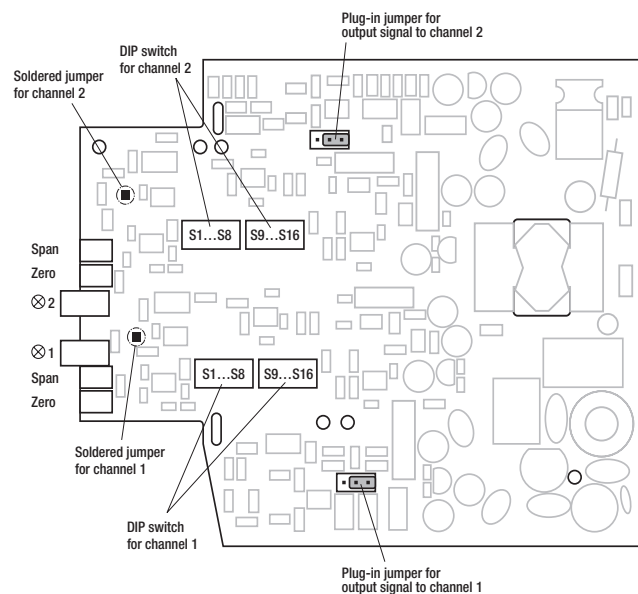 Plug-in jumper for
output signal to channel 2
DIP switch
for channel 2
Soldered jumper
for channel 2
S1...S8
S9...S16
Span
Zero
⊗ 2
⊗ 1
Span
Zero
S1...S8
S9...S16
Soldered jumper
for channel 1
DIP switch
for channel 1
Plug-in jumper for
output signal to channel 1